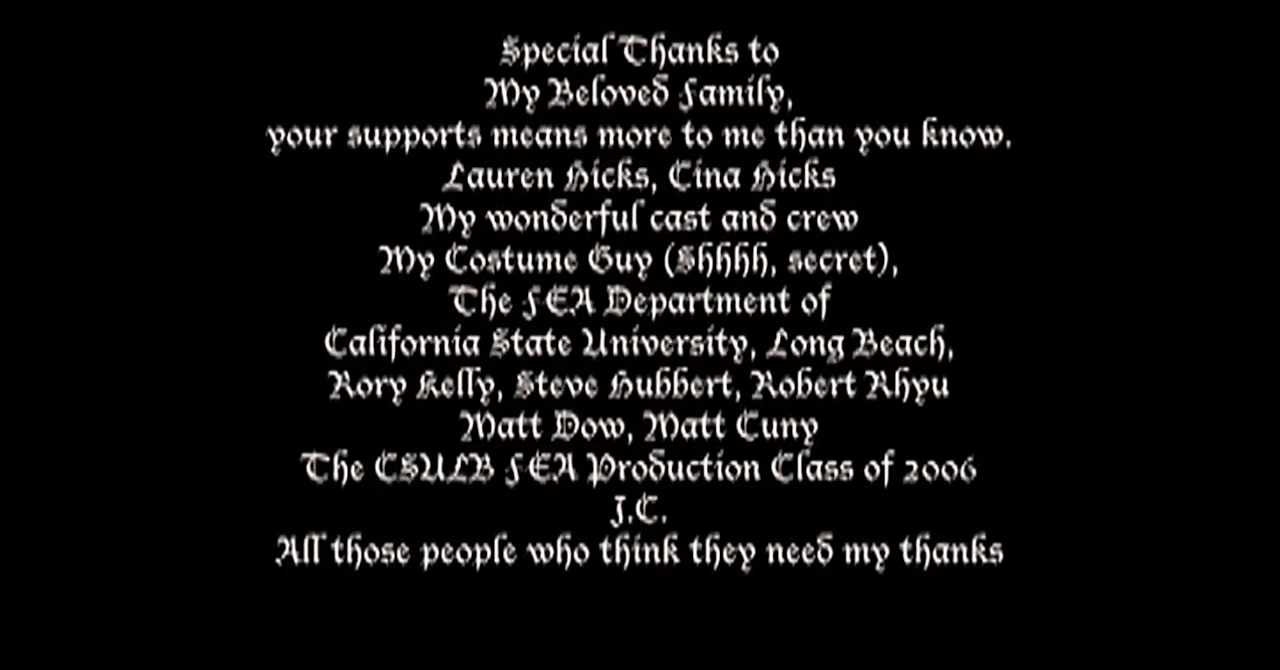 Special Thanks to
My Beloved Family,
your supports means more to me than you know.
Lauren Hicks, Cina Hicks
My wonderful cast and crew
My Costume Guy (Shhhh, secret),
The FEA Department of
California State University, Long Beach,
Rory Kelly, Steve Hubbert, Robert Rhyu
Matt Dow, Matt Cuny
The CSULB FEA Production Class of 2006
J.C.
All those people who think they need my thanks